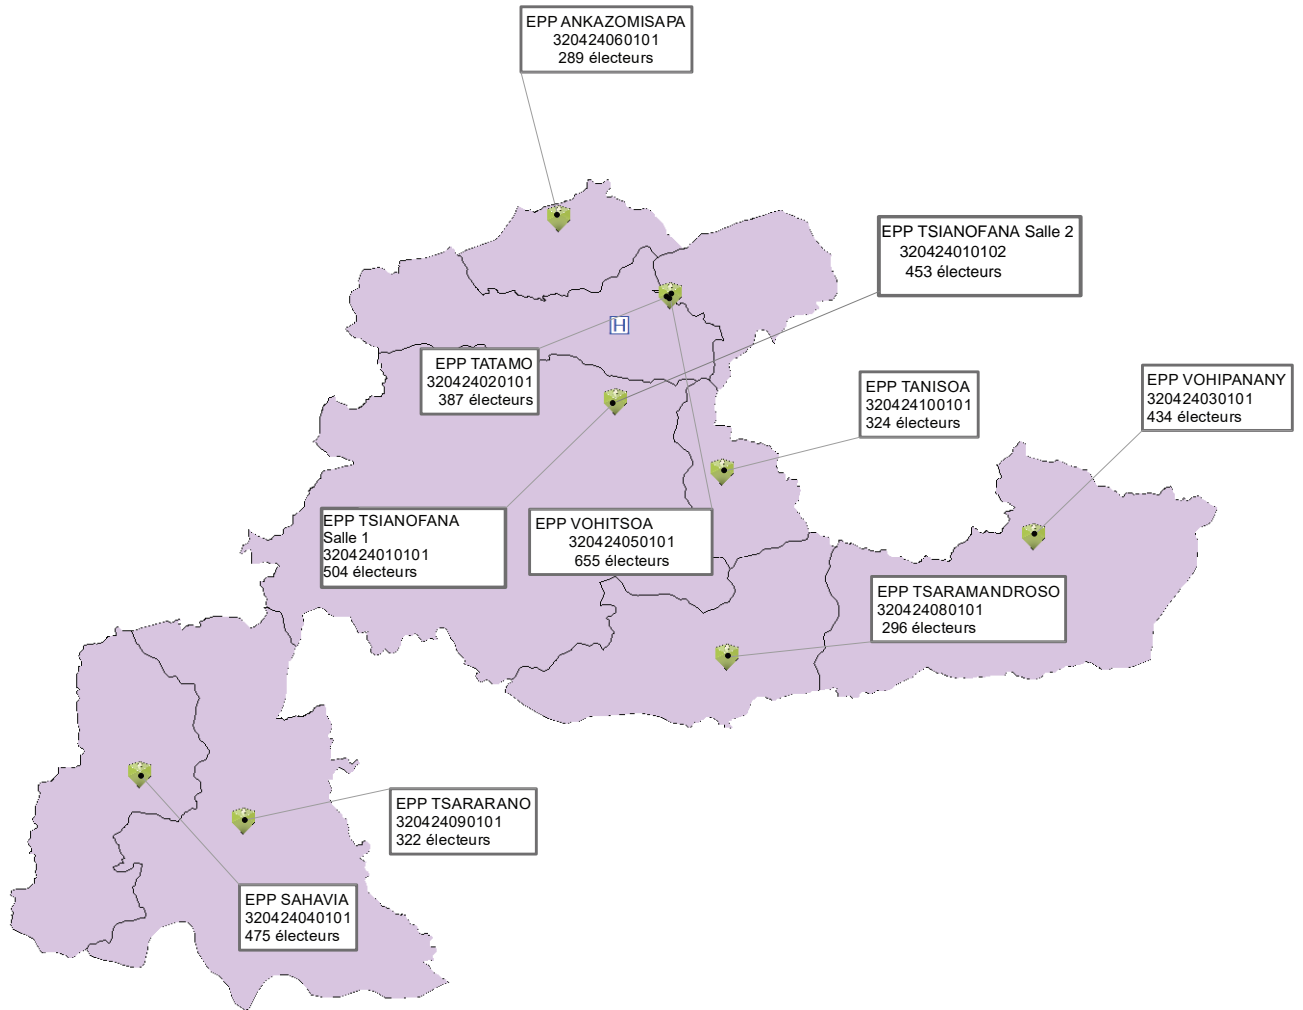 EPP ANKAZOMISAPA
320424060101
289 électeurs
EPP TSIANOFANA Salle 2
320424010102
453 électeurs
H
EPP TATAMO
320424020101
387 électeurs
EPP TANISOA
320424100101
324 électeurs
EPP VOHIPANANY
320424030101
434 électeurs
EPP TSIANOFANA
Salle 1
320424010101
504 électeurs
EPP VOHITSOA
320424050101
655 électeurs
EPP TSARAMANDROSO
320424080101
296 électeurs
EPP TSARARANO
320424090101
322 électeurs
EPP SAHAVIA
320424040101
475 électeurs